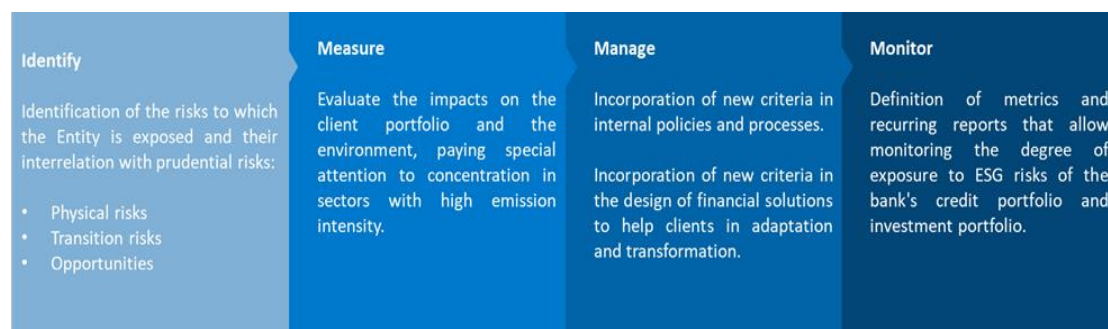 Identify
Identification of the risks to which
the Entity is exposed and their
interrelation with prudential risks:
• Physical risks
• Transition risks
• Opportunities
Measure
Evaluate the impacts on the
client portfolio and the
environment, paying special
attention to concentration in
sectors with high emission
intensity.
Manage
Incorporation of new criteria in
internal policies and processes.
Incorporation of new criteria in
the design of financial solutions
to help clients in adaptation
and transformation.
Monitor
Definition of metrics and
recurring reports that allow
monitoring the degree of
exposure to ESG risks of the
bank's credit portfolio and
investment portfolio.